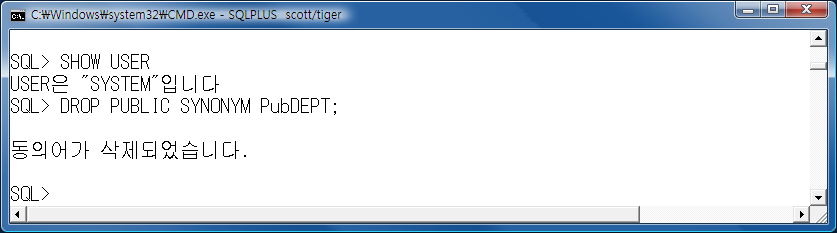 C:\Windows\system32\CMD.exe - SQLPLUS scott/tiger
SQL> SHOW USER
USER은 "SYSTEM"입니다
SQL> DROP PUBLIC SYNONYM PubDEPT;
동의어가 삭제되었습니다.
SQL>